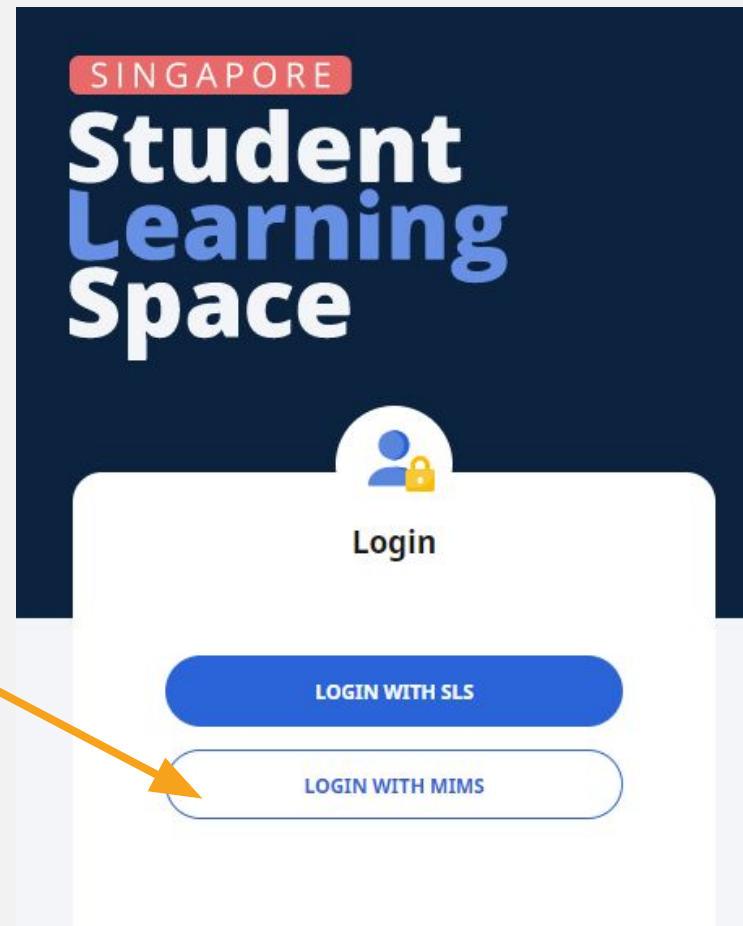 SINGAPORE
Student
Learning
Space
Login
LOGIN WITH SLS
LOGIN WITH MIMS